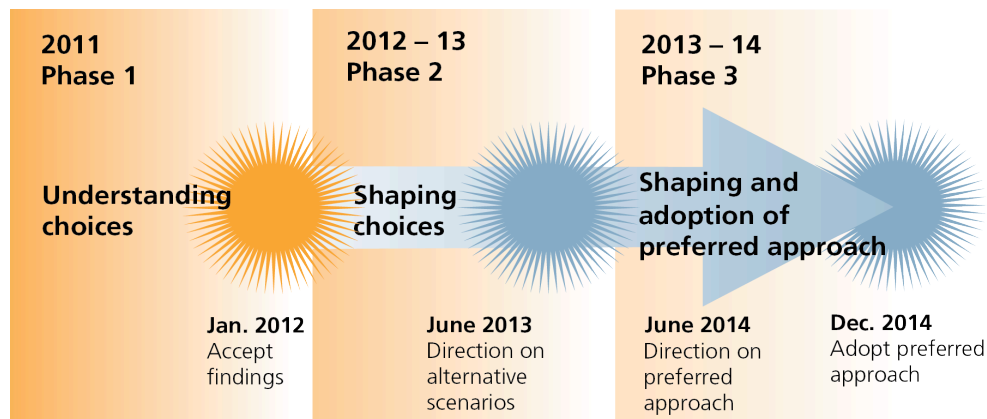 2011
Phase 1
2012 – 13
Phase 2
2013 – 14
Phase 3
Understanding
choices
Shaping
choices
Shaping and
adoption of
preferred approach
Jan. 2012
Accept
findings
June 2013
Direction on
alternative
scenarios
June 2014
Direction on
preferred
approach
Dec. 2014
Adopt preferred
approach